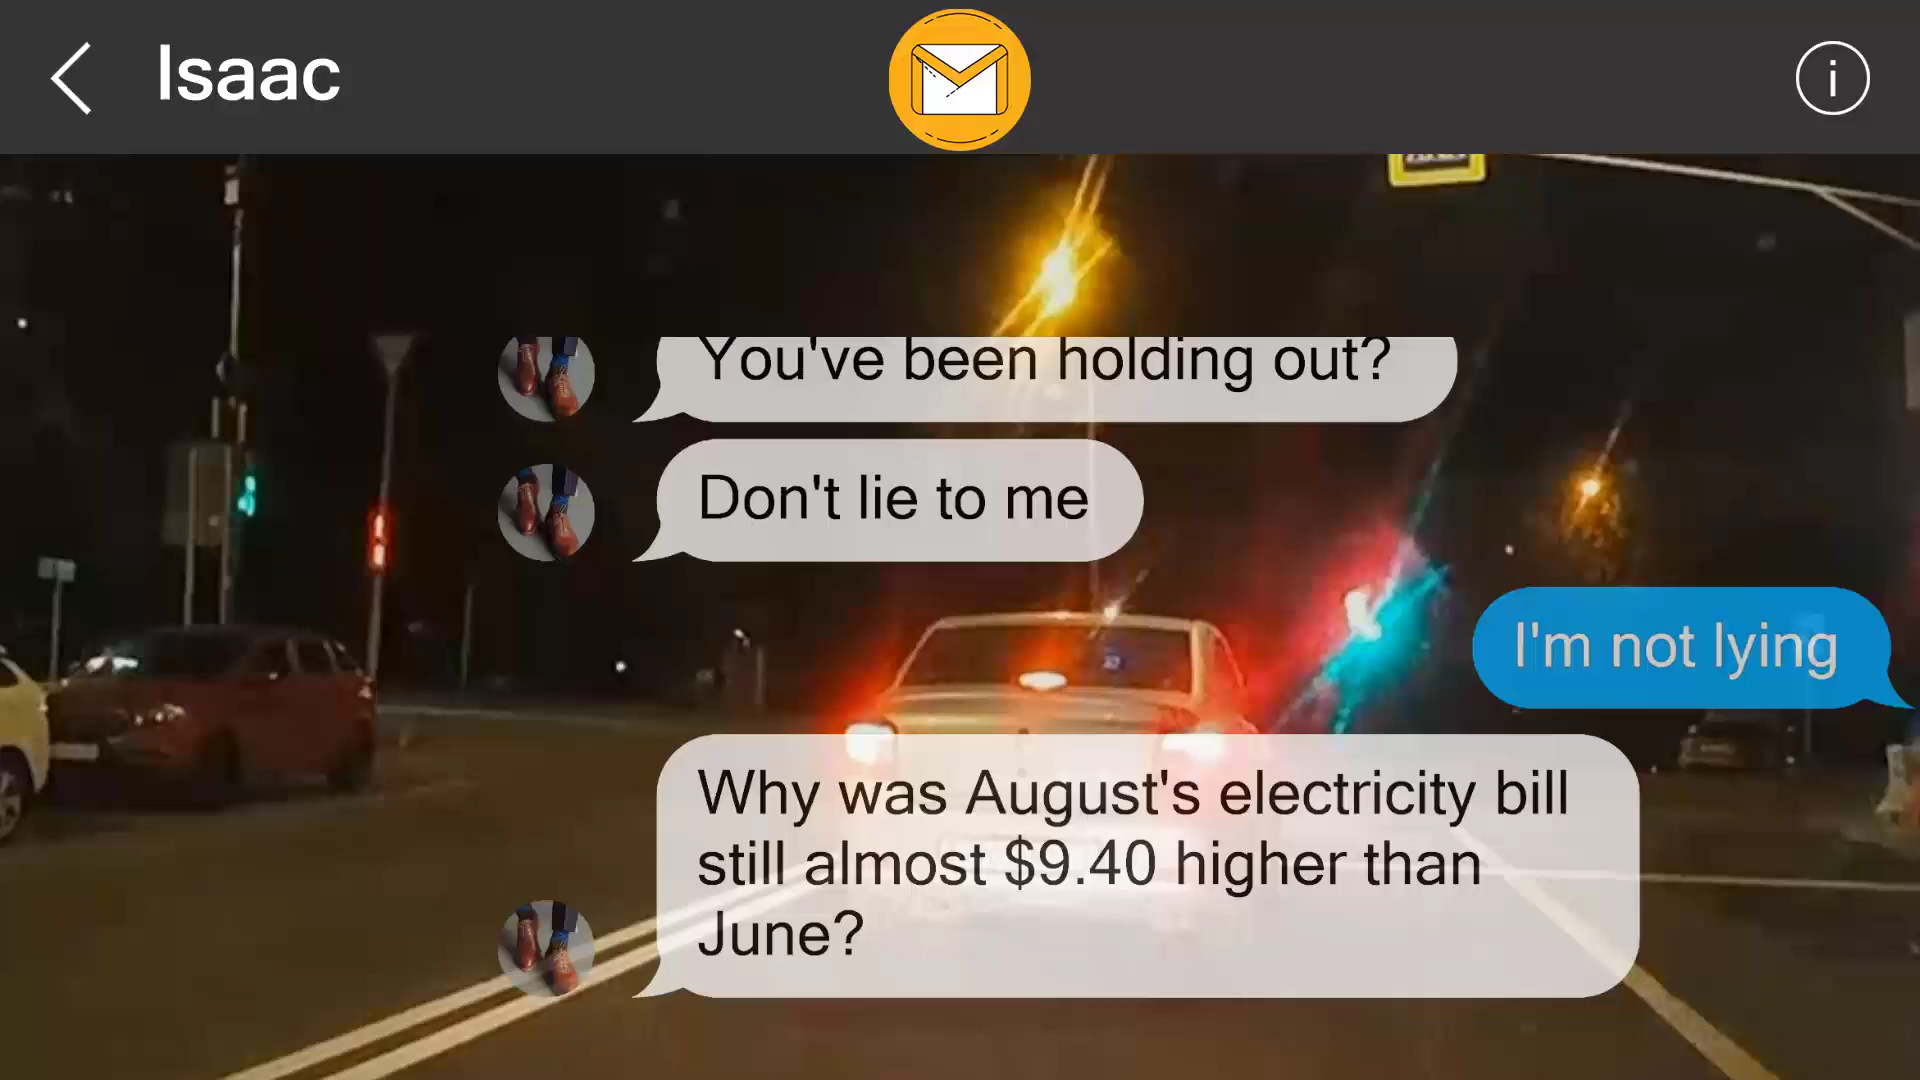 Isaac
You've been holding out?
Don't lie to me
I'm not lying
Why was August's electricity bill
still almost $9.40 higher than
June?